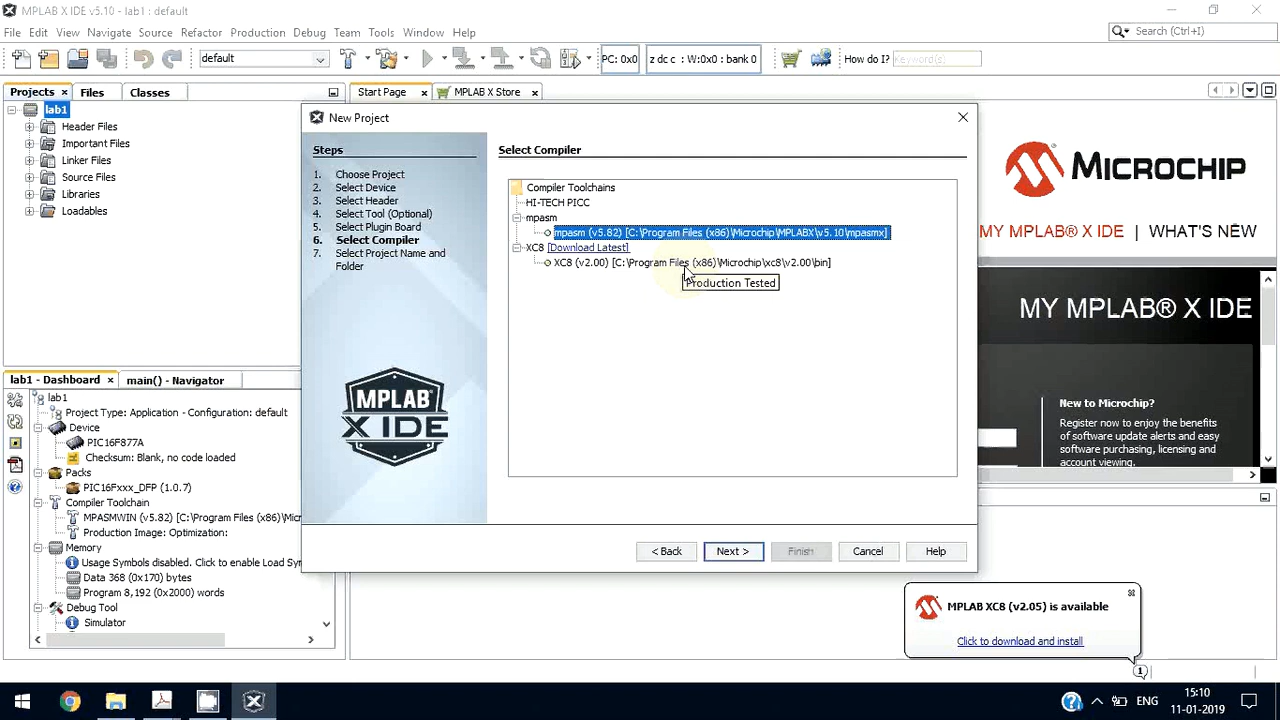 MPLAB X IDE v5.10 - lab1 : default
File Edit View Navigate Source Refactor Production Debug Team Tools Window Help
Search (Ctrl+I)
default
PC: 0x0
z dc c : W:0x0 : bank 0
How do I?
Keyword(s)
Projects
Files
Classes
Start Page
MPLAB X Store
lab1
Header Files
Important Files
Linker Files
Source Files
Libraries
Loadables
New Project
Steps
1. Choose Project
2. Select Device
3. Select Header
4. Select Tool (Optional)
5. Select Plugin Board
6. Select Compiler
7. Select Project Name and
Folder
MPLAB
X IDE
Select Compiler
Compiler Toolchains
HI-TECH PICC
mpasm
mpasm (v5.82) [C:\Program Files (x86)\Microchip\MPLABX\v5.10\mpasmx]
XC8 [Download Latest]
XC8 (v2.00) [C:\Program Files (x86)\Microchip\xc8\v2.00\bin]
Production Tested
< Back
Next >
Finish
Cancel
Help
MICROCHIP
MY MPLAB® X IDE
WHAT'S NEW
MY MPLAB® X IDE
New to Microchip?
Register now to enjoy the
benefits
of software update alerts and easy
software purchasing, licensing and
account viewing.
lab1 - Dashboard
main() - Navigator
lab1
Project Type: Application - Configuration: default
Device
PIC16F877A
Checksum: Blank, no code loaded
Packs
PIC16Fxxx_DFP (1.0.7)
Compiler Toolchain
MPASMWIN (v5.82) [C:\Program Files (x86)\Micr
Production Image: Optimization:
Memory
Usage Symbols disabled. Click to enable Load Sy
Data 368 (0x170) bytes
Program 8,192 (0x2000) words
Debug Tool
Simulator
MPLAB XC8 (v2.05) is available
Click to download and install
1
ENG
15:10
11-01-2019